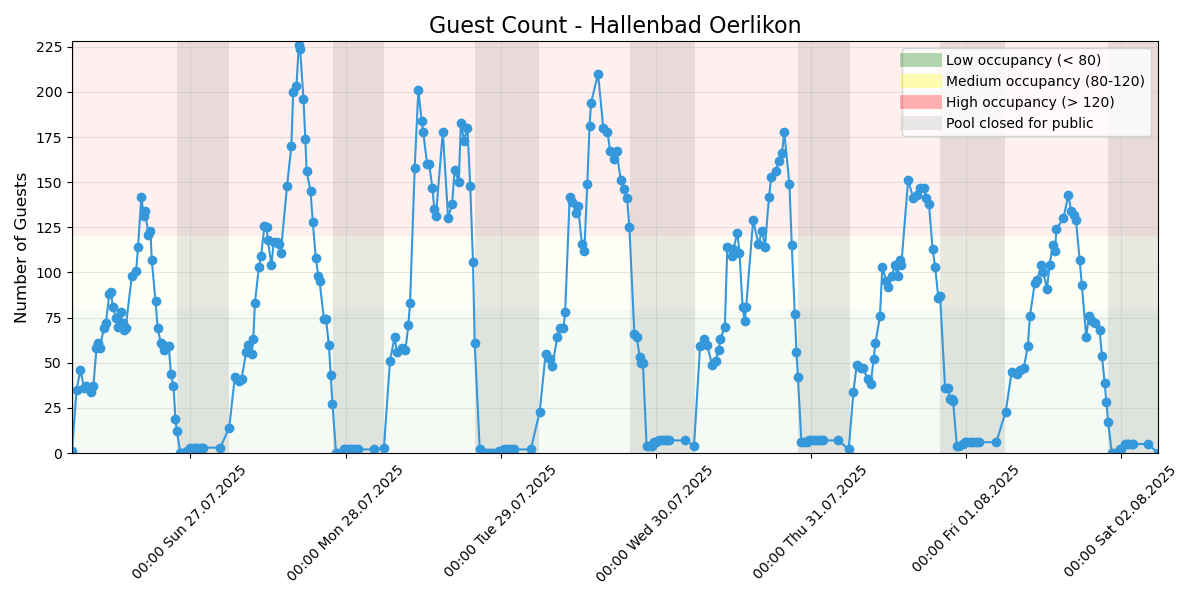 Guest Count - Hallenbad Oerlikon
Number of Guests
225
200
175
150
125
100
75
50
25
0
Low occupancy (< 80)
Medium occupancy (80-120)
High occupancy (> 120)
Pool closed for public
00:00 Sun 27.07.2025
00:00 Mon 28.07.2025
00:00 Tue 29.07.2025
00:00 Wed 30.07.2025
00:00 Thu 31.07.2025
00:00 Fri 01.08.2025
00:00 Sat 02.08.2025